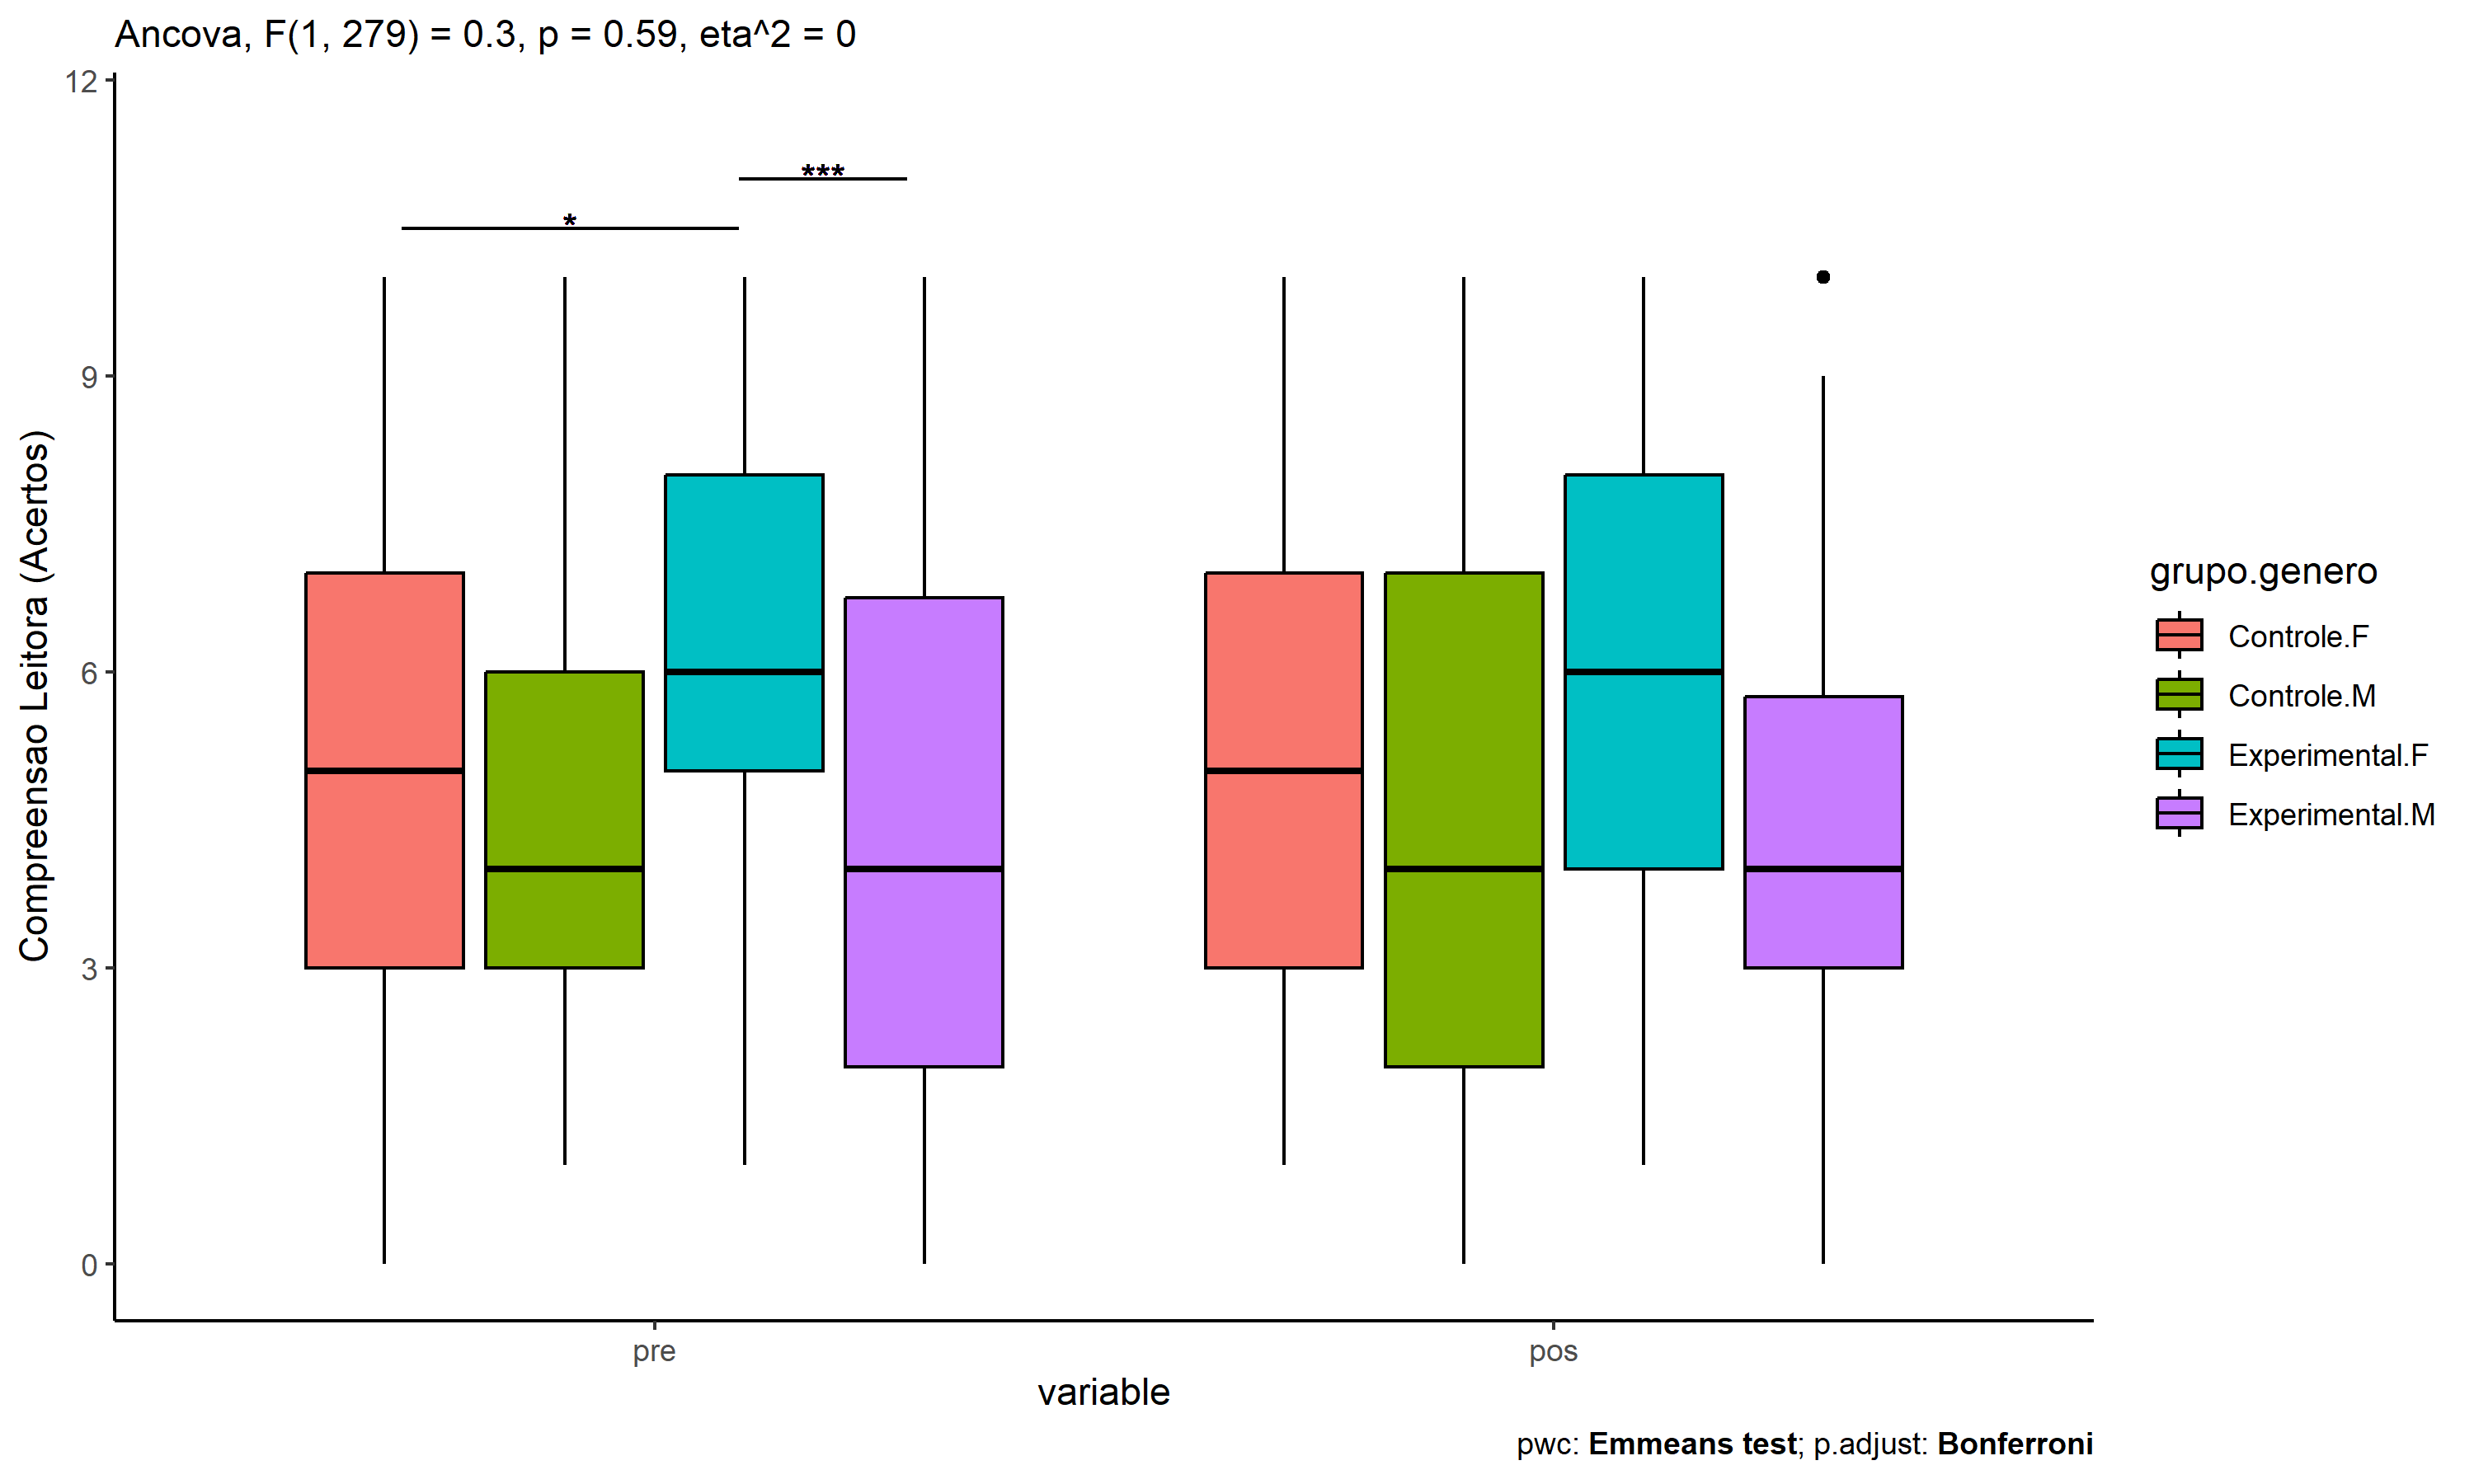 Ancova, F(1, 279) = 0.3, p = 0.59, eta^2 = 0
Compreensao Leitora (Acertos)
12
9
6
3
0
***
*
pre
pos
variable
grupo.genero
Controle.F
Controle.M
Experimental.F
Experimental.M
pwc: Emmeans test; p.adjust: Bonferroni